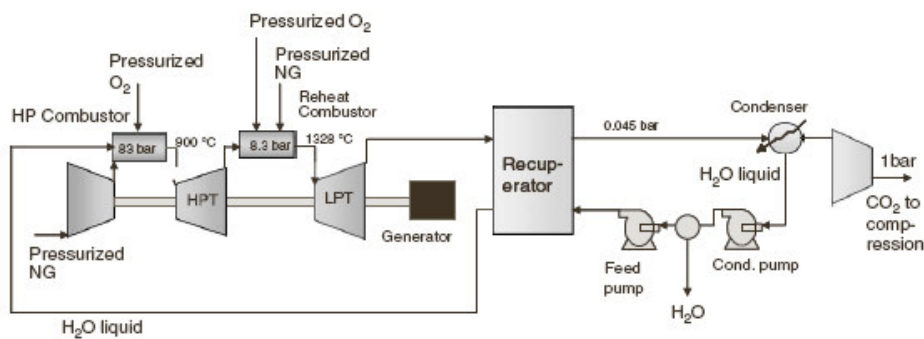 Pressurized O2
Pressurized
O2
Pressurized
NG
HP Combustor
Reheat
Combustor
83 bar
900 ºC
8.3 bar
1328 ºC
HPT
LPT
Generator
Pressurized
NG
H2O liquid
Recup-
erator
0.045 bar
Condenser
H2O liquid
1bar
CO2 to
comp-
ression
Feed
pump
Cond. pump
H2O